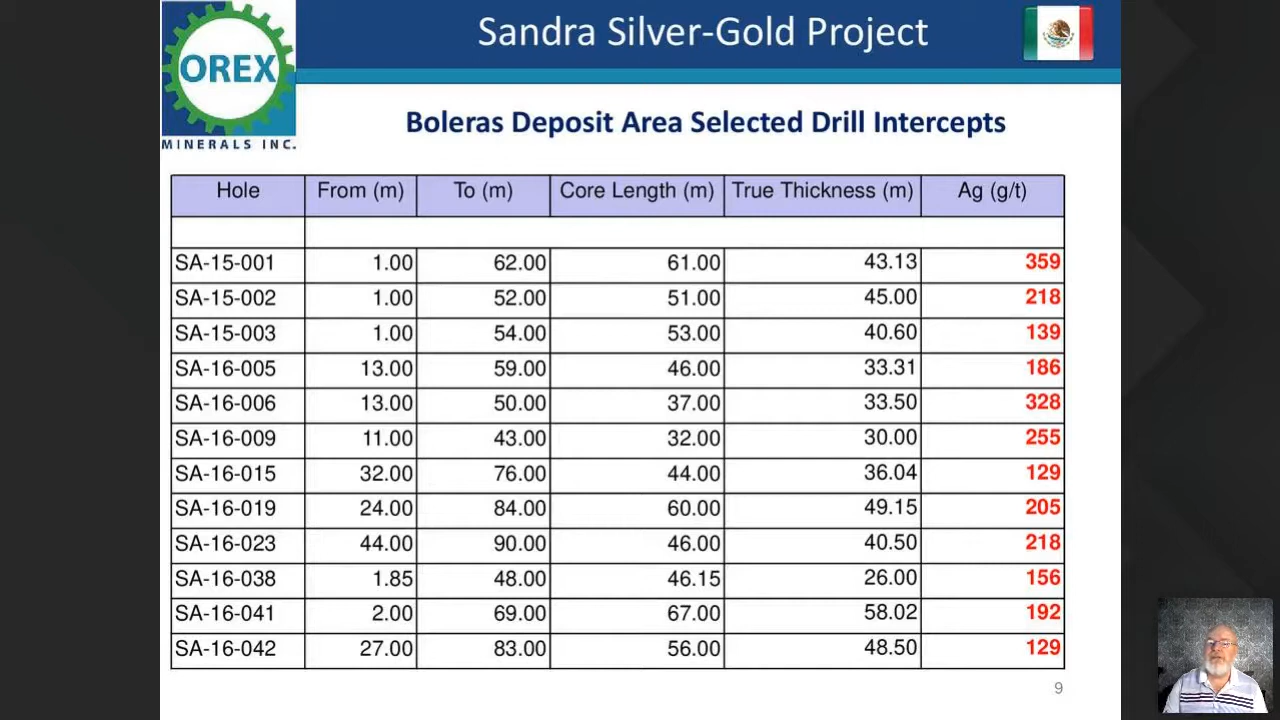 Sandra Silver-Gold Project
OREX
MINERALS INC.
Boleras Deposit Area Selected Drill Intercepts
Hole From (m) To (m) Core Length (m) True Thickness (m) Ag (g/t)
SA-15-001 1.00 62.00 61.00 43.13 359
SA-15-002 1.00 52.00 51.00 45.00 218
SA-15-003 1.00 54.00 53.00 40.60 139
SA-16-005 13.00 59.00 46.00 33.31 186
SA-16-006 13.00 50.00 37.00 33.50 328
SA-16-009 11.00 43.00 32.00 30.00 255
SA-16-015 32.00 76.00 44.00 36.04 129
SA-16-019 24.00 84.00 60.00 49.15 205
SA-16-023 44.00 90.00 46.00 40.50 218
SA-16-038 1.85 48.00 46.15 26.00 156
SA-16-041 2.00 69.00 67.00 58.02 192
SA-16-042 27.00 83.00 56.00 48.50 129
9